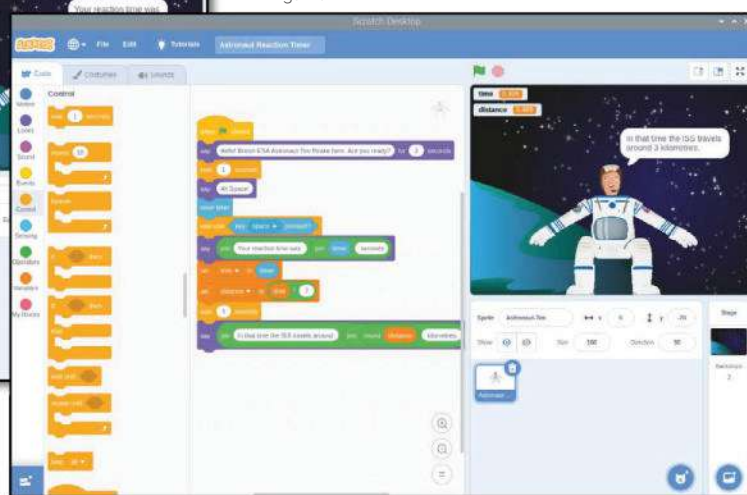 Your reaction time was
Scratch Desktop
SCRATCH
File
Edit
Tutorials
Astronaut Reaction Timer
Code
Costumes
Sounds
Motion
Looks
Sound
Events
Control
Sensing
Operators
Variables
My Blocks
Control
wait 1 seconds
repeat 10
forever
if then
if then
else
wait until
repeat until
stop all
when clicked
say Hello! British ESA Astronaut Tim Peake here. Are you ready? for 2 seconds
wait 1 seconds
say Hit Space!
reset timer
wait until key space pressed?
say join Your reaction time was join timer seconds
set time to timer
set distance to time * 7
wait 1 seconds
say join In that time the ISS travels around join round distance kilometres.
time
distance
In that time the ISS travels
around 3 kilometres.
Sprite
x
0
y
-20
Show
Size
100
Direction
90
Stage
Backdrops
2
Astronaut ...